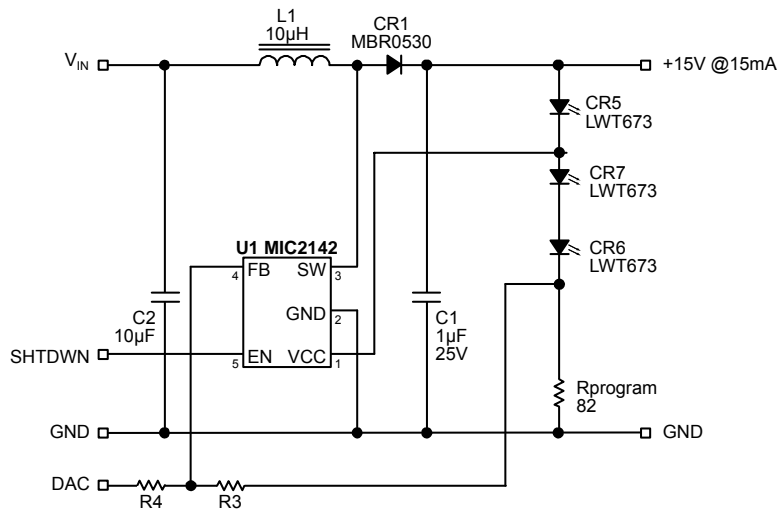 L1
10µH
CR1
MBR0530
VIN
+15V @15mA
CR5
LWT673
CR7
LWT673
U1 MIC2142
CR6
LWT673
4
FB
SW
3
GND
2
C2
10µF
C1
1µF
25V
SHTDWN
5
EN
VCC
1
Rprogram
82
GND
GND
DAC
R4
R3